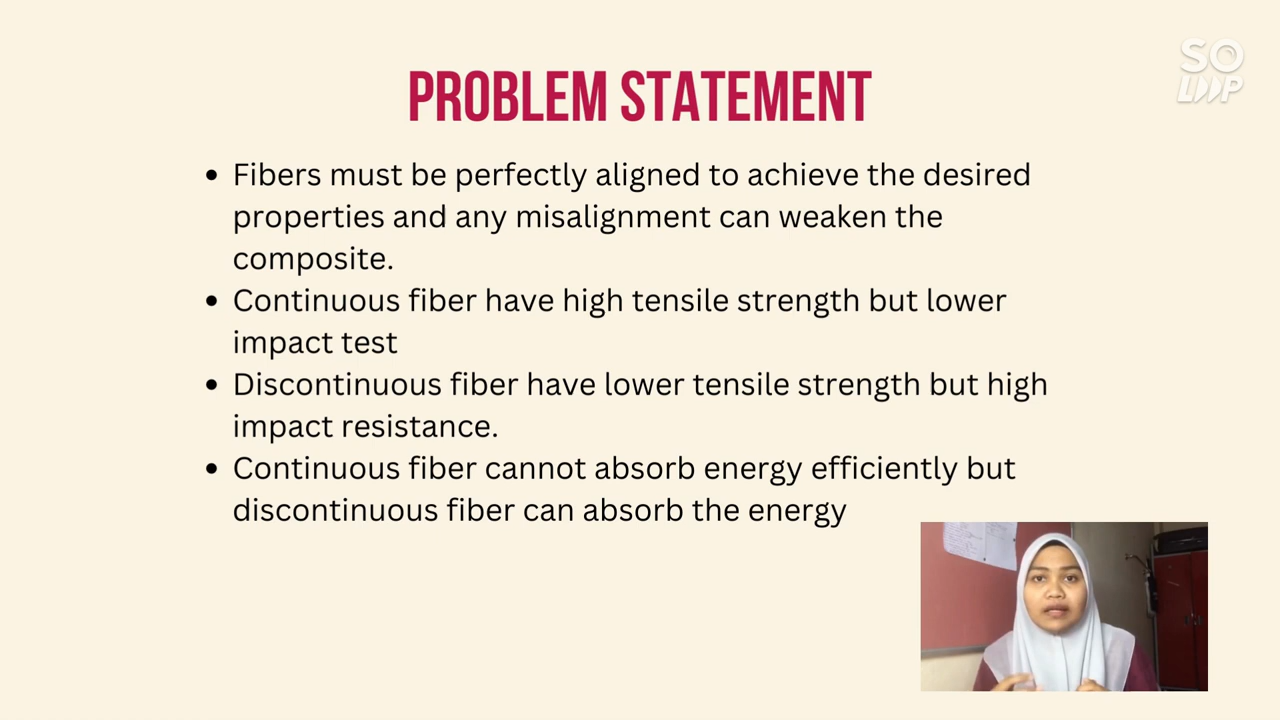 SO
LOOP
PROBLEM STATEMENT
• Fibers must be perfectly aligned to achieve the desired
properties and any misalignment can weaken the
composite.
• Continuous fiber have high tensile strength but lower
impact test
• Discontinuous fiber have lower tensile strength but high
impact resistance.
• Continuous fiber cannot absorb energy efficiently but
discontinuous fiber can absorb the energy